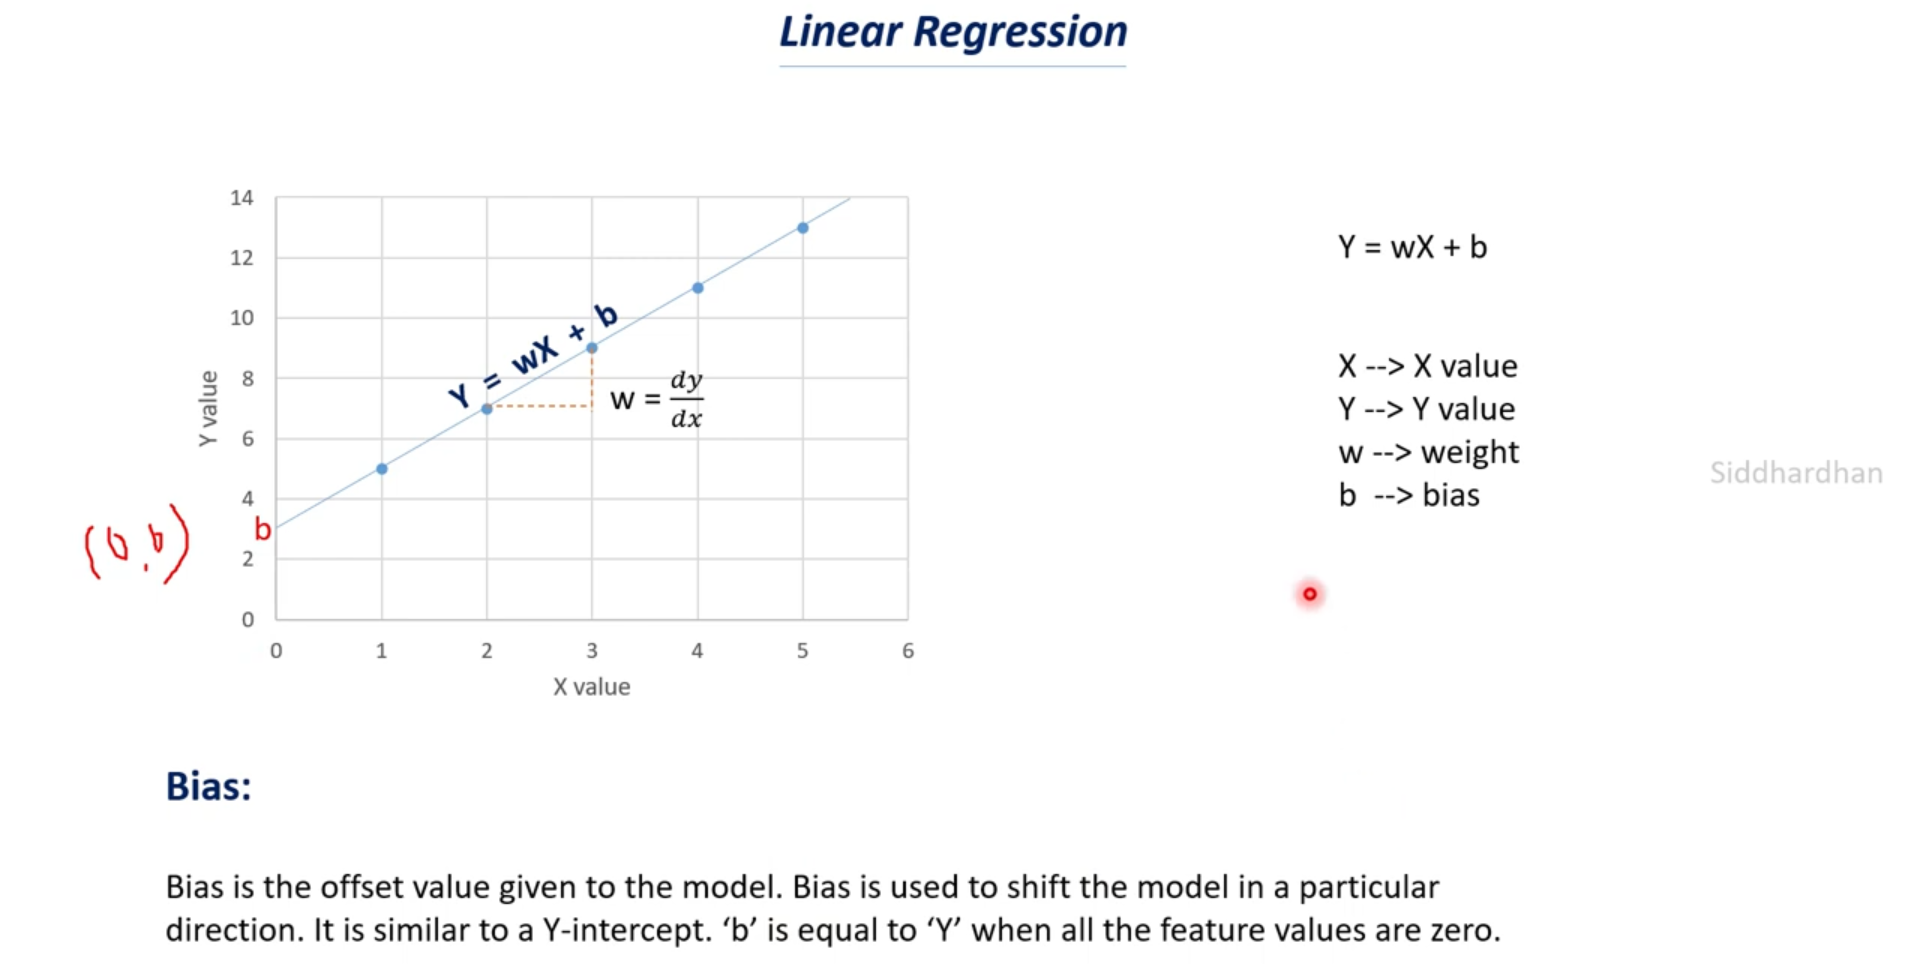 Linear Regression
14
12
10
8
6
4
2
0
Y value
0 1 2 3 4 5 6
X value
Y = wX + b
w = dy/dx
b
Y = wX + b
X --> X value
Y --> Y value
w --> weight
b --> bias
Siddhardhan
Bias:
Bias is the offset value given to the model. Bias is used to shift the model in a particular
direction. It is similar to a Y-intercept. ‘b’ is equal to ‘Y’ when all the feature values are zero.